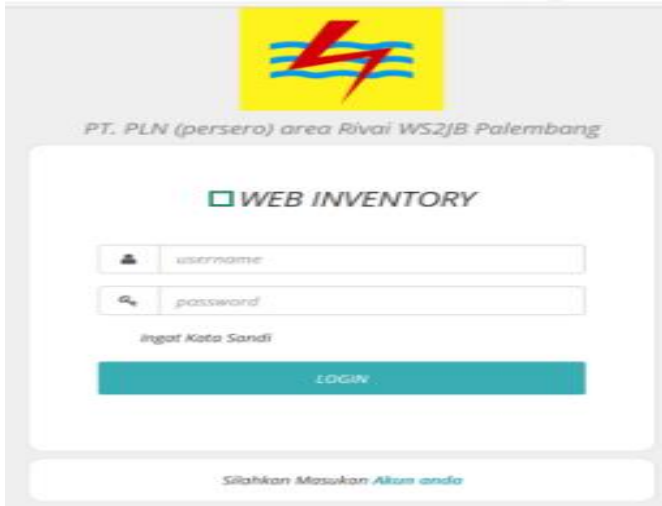 PT. PLN (persero) area Rivai WS2JB Palembang
WEB INVENTORY
username
password
Ingat Kata Sandi
LOGIN
Silahkan Masukan Akun anda